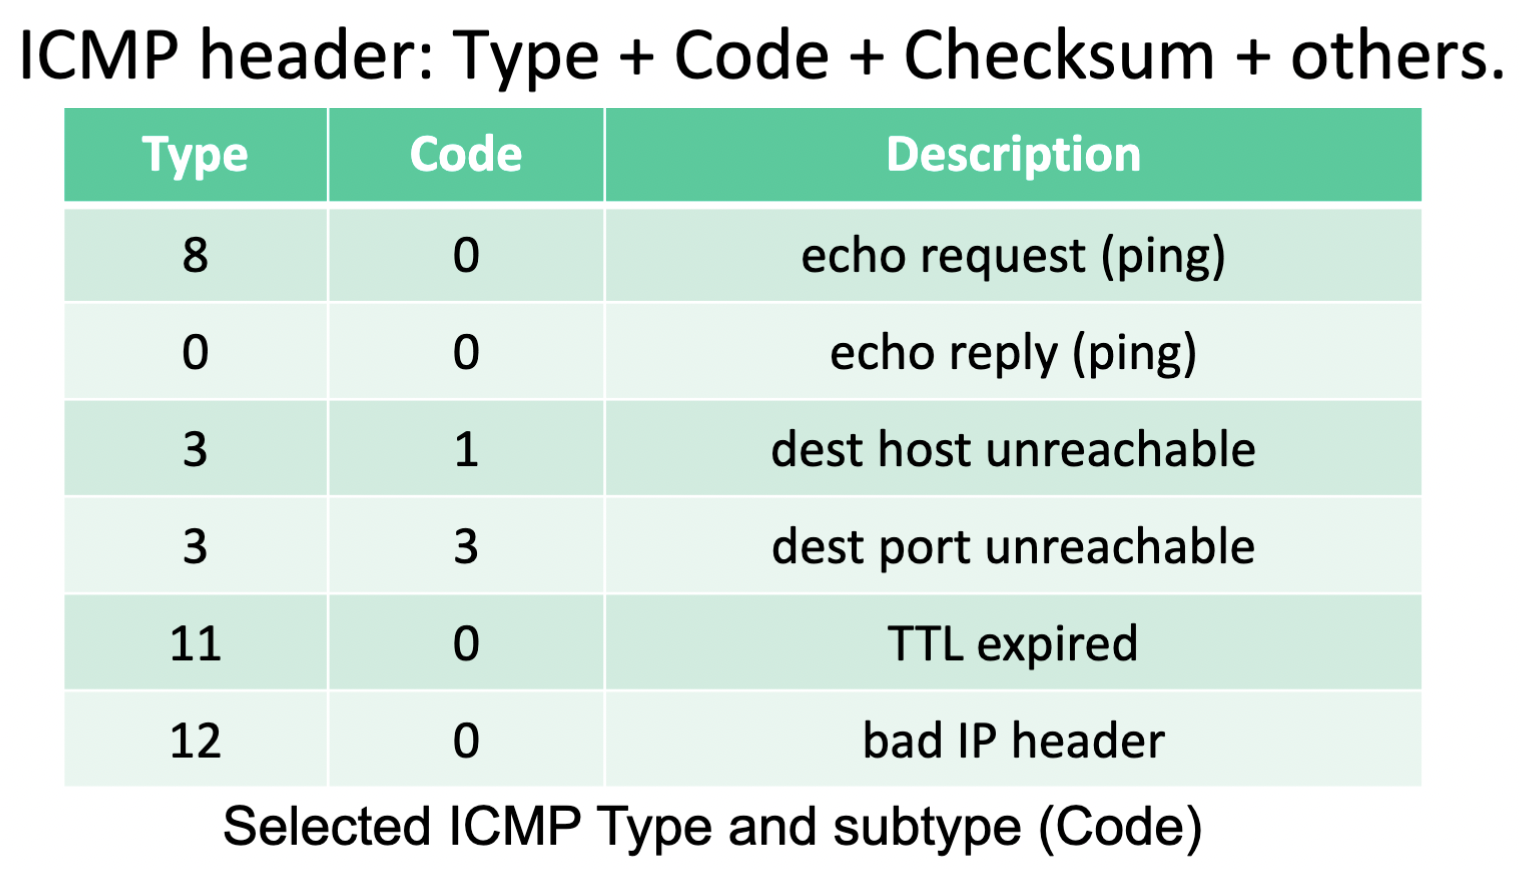 ICMP header: Type + Code + Checksum + others.
Type Code Description
8 0 echo request (ping)
0 0 echo reply (ping)
3 1 dest host unreachable
3 3 dest port unreachable
11 0 TTL expired
12 0 bad IP header
Selected ICMP Type and subtype (Code)